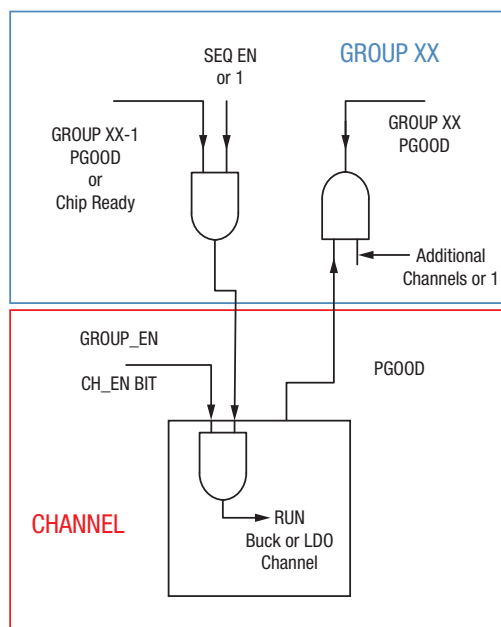 SEQ EN
or 1
GROUP XX
GROUP XX-1
PGOOD
or
Chip Ready
GROUP XX
PGOOD
Additional
Channels or 1
GROUP_EN
CH_EN BIT
PGOOD
CHANNEL
RUN
Buck or LDO
Channel